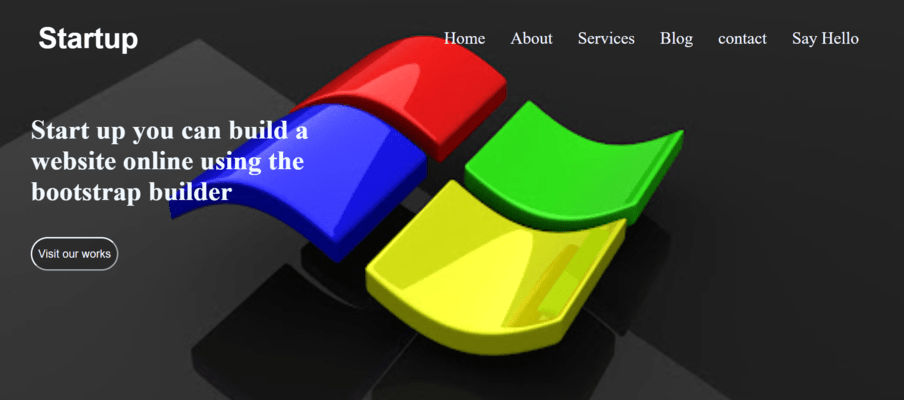 Startup
Home About Services Blog contact Say Hello
Start up you can build a
website online using the
bootstrap builder
Visit our works